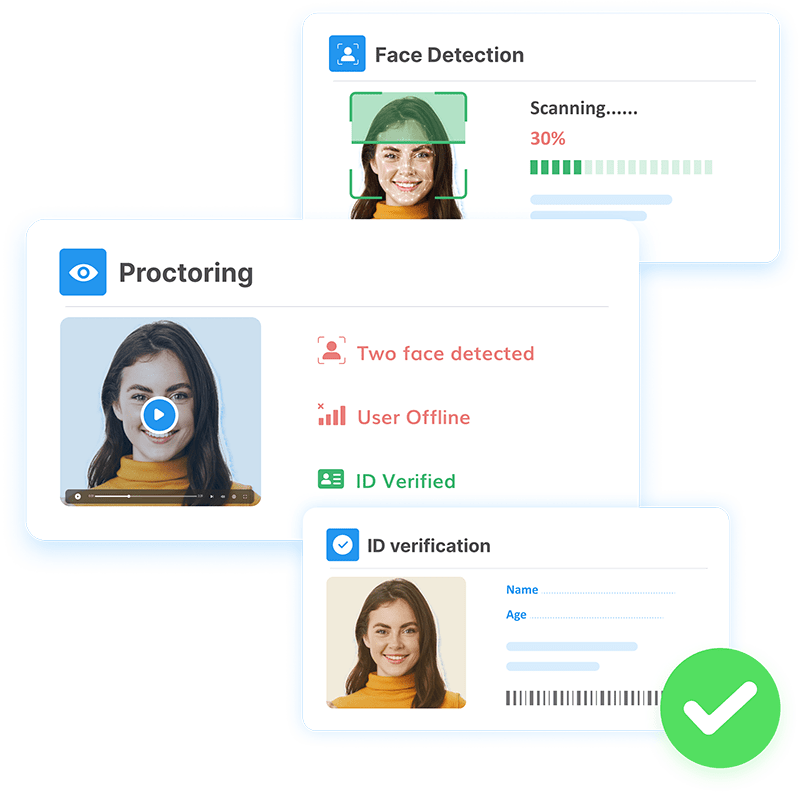 Face Detection
Scanning......
30%
Proctoring
Two face detected
User Offline
ID Verified
ID verification
Name
Age